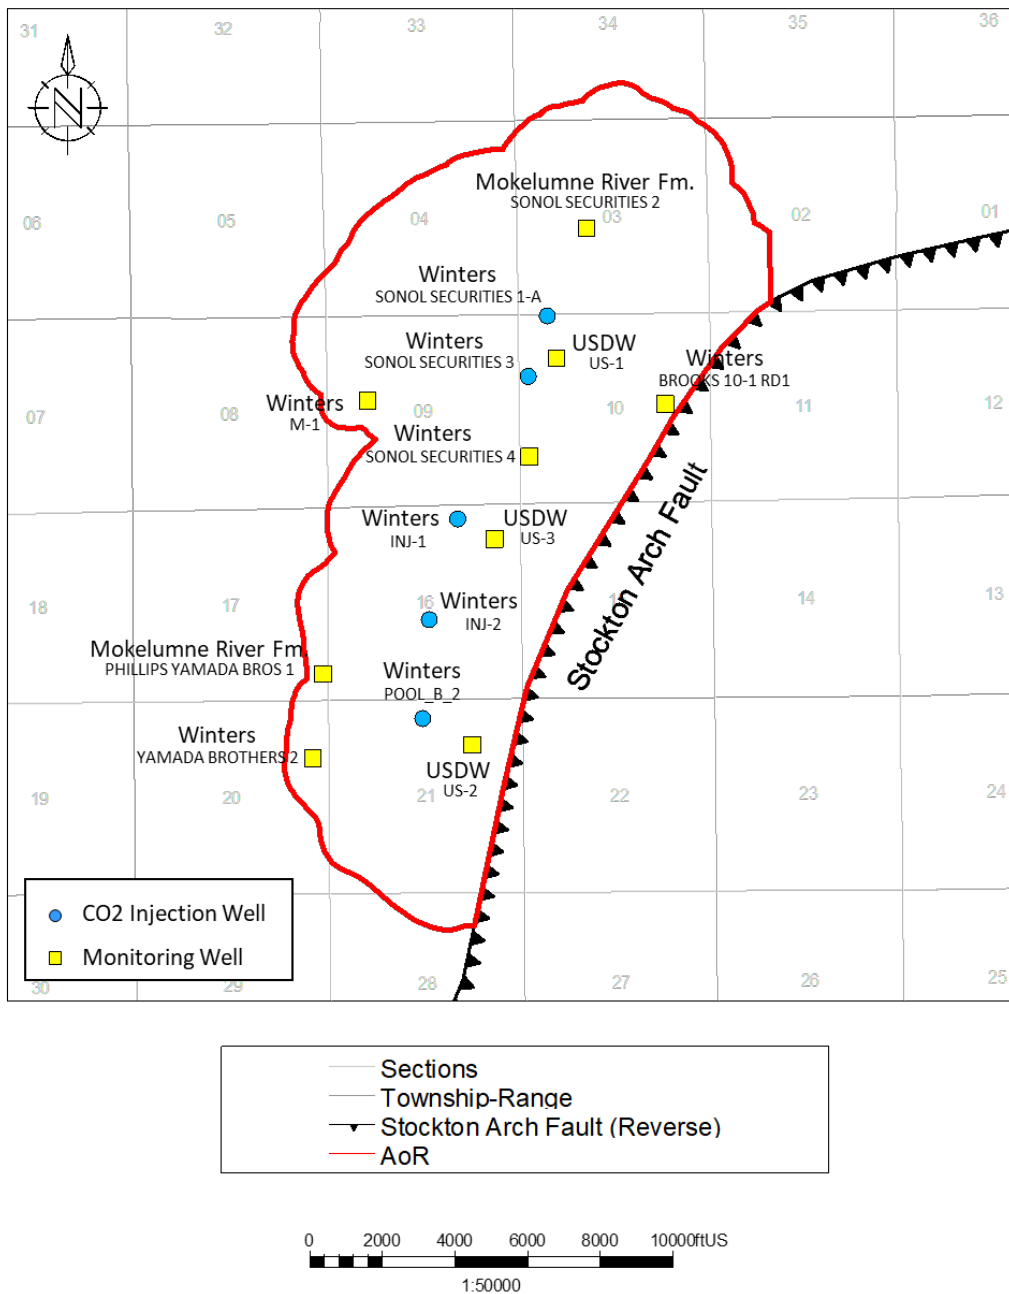 31
32
33
34
35
36
N
Mokelumne River Fm.
SONOL SECURITIES 2
06
05
04
03
02
01
Winters
SONOL SECURITIES 1-A
Winters
SONOL SECURITIES 3
USDW
US-1
Winters
BROOKS 10-1 RD1
Winters
M-1
07
08
09
10
11
12
Winters
SONOL SECURITIES 4
Stockton Arch Fault
Winters
INJ-1
USDW
US-3
18
17
16
14
13
Winters
INJ-2
Mokelumne River Fm.
PHILLIPS YAMADA BROS 1
Winters
POOL_B_2
Winters
YAMADA BROTHERS 2
USDW
US-2
19
20
21
22
23
24
CO2 Injection Well
Monitoring Well
30
29
28
27
26
25
Sections
Township-Range
Stockton Arch Fault (Reverse)
AoR
0 2000 4000 6000 8000 10000ftUS
1:50000